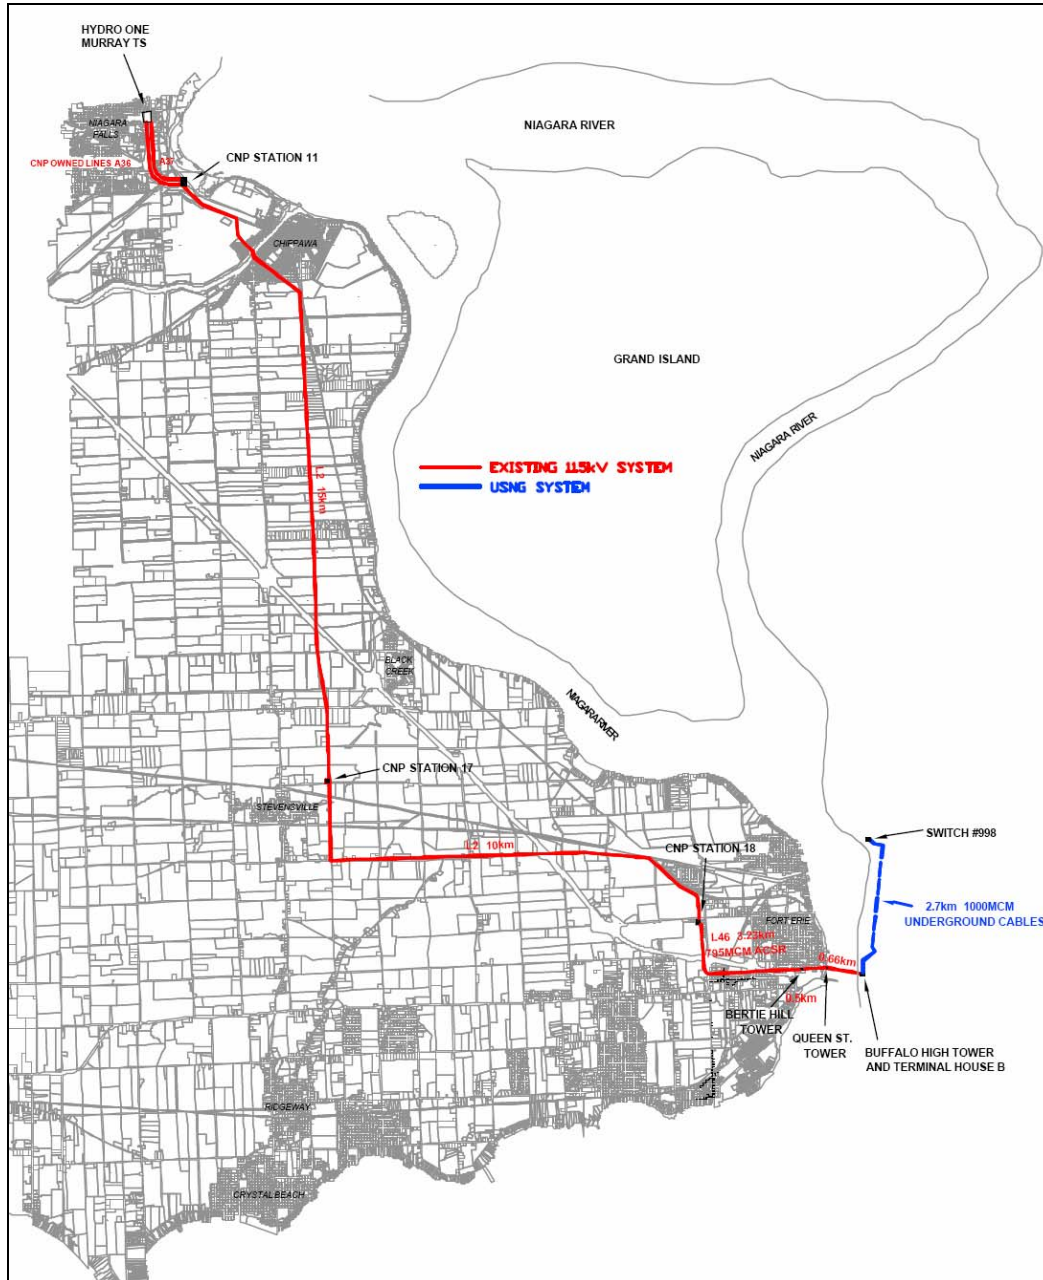 HYDRO ONE
MURRAY TS
NIAGARA
FALLS
CNP OWNED LINES A36
A37
CNP STATION 11
CHIPPAWA
NIAGARA RIVER
GRAND ISLAND
NIAGARA RIVER
EXISTING 115kV SYSTEM
USNG SYSTEM
L2 15km
BLACK
CREEK
NIAGARA RIVER
CNP STATION 17
STEVENSVILLE
L2 10km
CNP STATION 18
SWITCH #998
2.7km 1000MCM
UNDERGROUND CABLES
FORT ERIE
L46 3.23km
795MCM ACSR
0.66km
0.5km
BERTIE HILL
TOWER
QUEEN ST.
TOWER
BUFFALO HIGH TOWER
AND TERMINAL HOUSE B
RIDGEWAY
CRYSTAL BEACH